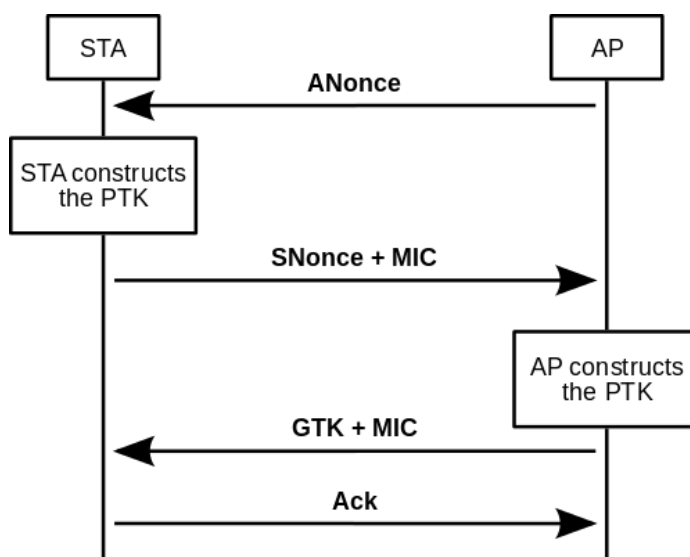 STA
AP
ANonce
STA constructs
the PTK
SNonce + MIC
AP constructs
the PTK
GTK + MIC
Ack